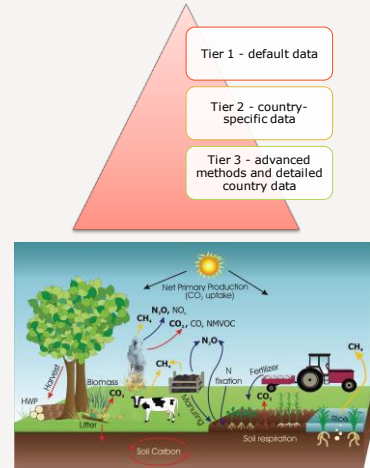 Tier 1 - default data
Tier 2 - country-
specific data
Tier 3 - advanced
methods and detailed
country data
Net Primary Production
(CO₂ uptake)
N₂O, NO,
CH₄
CO₂, CO, NMVOC
Fire
N₂O
CH₄
CH₄
Harvest
Biomass
CO₂
Manuring
N
fixation
Fertilizer
CO₂
Rice
HWP
Litter
Soil respiration
Soil Carbon